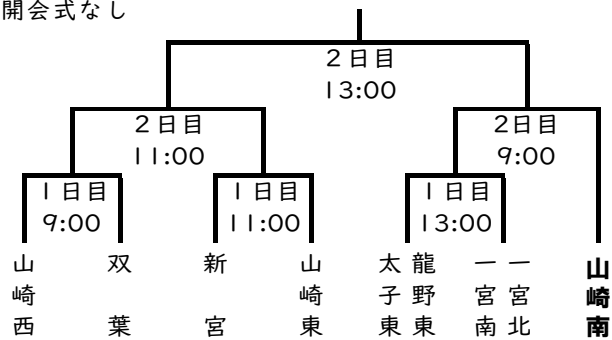 開会式なし
2日目
13:00
2日目
11:00
2日目
9:00
1日目
9:00
1日目
11:00
1日目
13:00
山崎西
双葉
新宮
山崎東
太子東
龍野東
一宮南
一宮北
山崎南